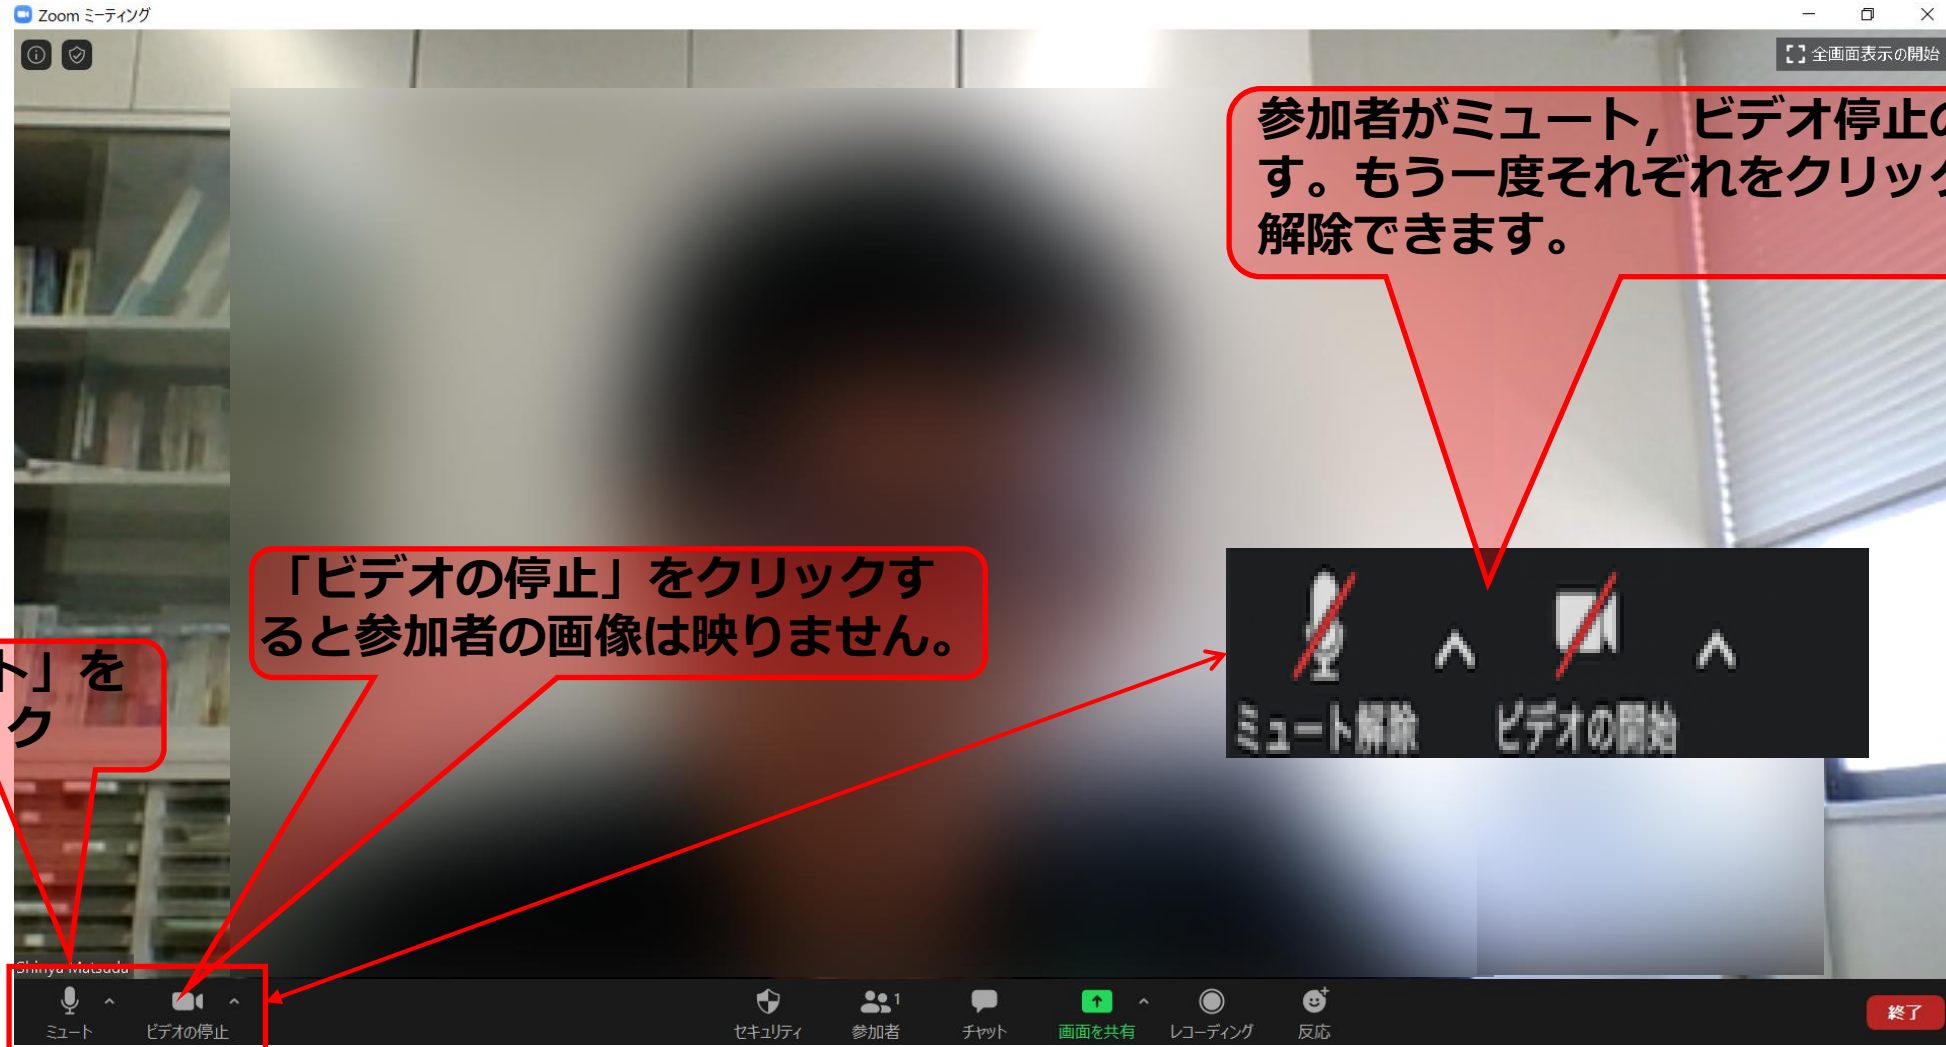 Zoom ミーティング
全画面表示の開始
参加者がミュート，ビデオ停止の
す。もう一度それぞれをクリック
解除できます。
「ビデオの停止」をクリックす
ると参加者の画像は映りません。
ト」を
ク
ミュート解除
ビデオの開始
Shinya Matsuda
ミュート
ビデオの停止
セキュリティ
参加者
1
チャット
画面を共有
レコーディング
反応
終了